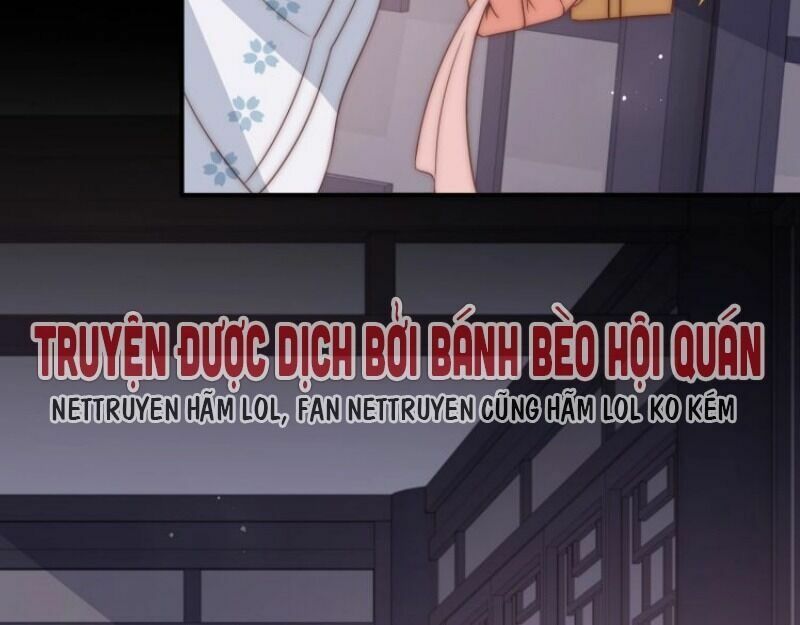 TRUYỆN ĐƯỢC DỊCH BỞI BÁNH BÈO HỘI QUÁN
NETTRUYEN HÃM LOL, FAN NETTRUYEN CŨNG HÃM LOL KO KÉM